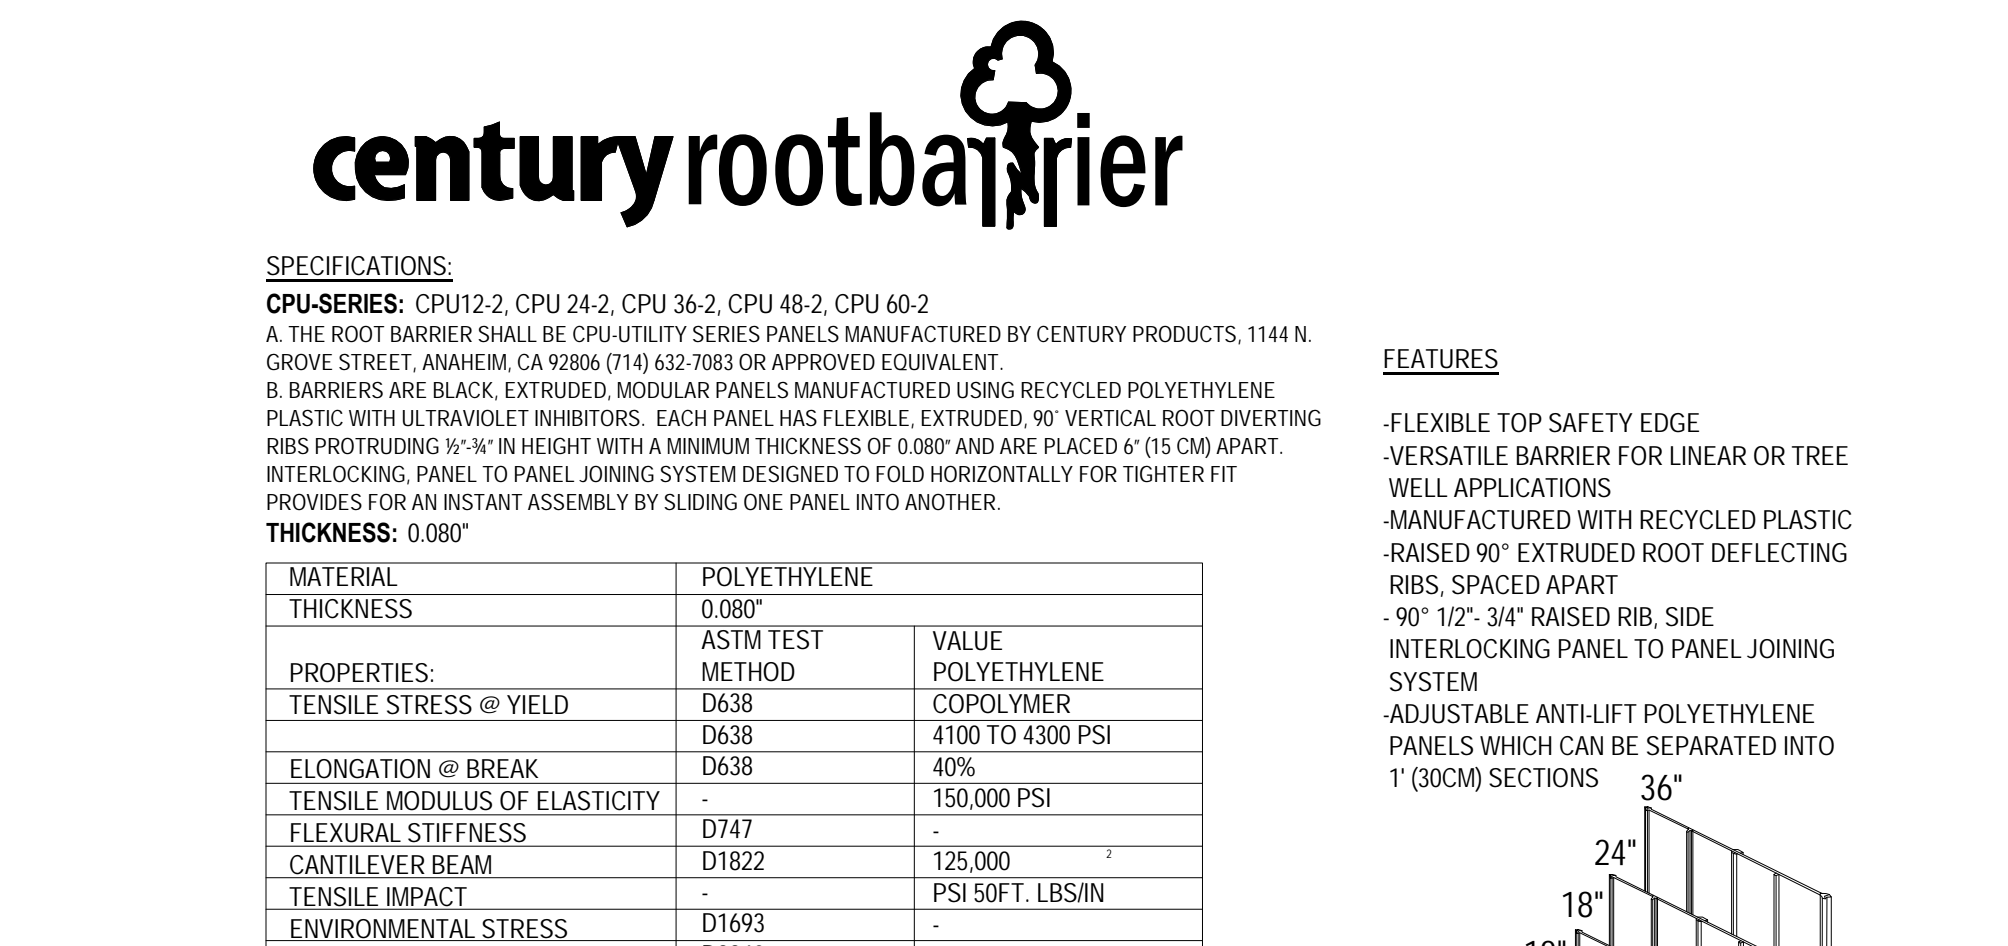 century rootbarrier
SPECIFICATIONS:
CPU-SERIES: CPU12-2, CPU 24-2, CPU 36-2, CPU 48-2, CPU 60-2
A. THE ROOT BARRIER SHALL BE CPU-UTILITY SERIES PANELS MANUFACTURED BY CENTURY PRODUCTS, 1144 N.
GROVE STREET, ANAHEIM, CA 92806 (714) 632-7083 OR APPROVED EQUIVALENT.
B. BARRIERS ARE BLACK, EXTRUDED, MODULAR PANELS MANUFACTURED USING RECYCLED POLYETHYLENE
PLASTIC WITH ULTRAVIOLET INHIBITORS. EACH PANEL HAS FLEXIBLE, EXTRUDED, 90° VERTICAL ROOT DIVERTING
RIBS PROTRUDING ½"-¾" IN HEIGHT WITH A MINIMUM THICKNESS OF 0.080" AND ARE PLACED 6" (15 CM) APART.
INTERLOCKING, PANEL TO PANEL JOINING SYSTEM DESIGNED TO FOLD HORIZONTALLY FOR TIGHTER FIT
PROVIDES FOR AN INSTANT ASSEMBLY BY SLIDING ONE PANEL INTO ANOTHER.
THICKNESS: 0.080"
MATERIAL POLYETHYLENE
THICKNESS 0.080"
ASTM TEST VALUE
PROPERTIES: METHOD POLYETHYLENE
TENSILE STRESS @ YIELD D638 COPOLYMER
D638 4100 TO 4300 PSI
ELONGATION @ BREAK D638 40%
TENSILE MODULUS OF ELASTICITY - 150,000 PSI
FLEXURAL STIFFNESS D747 -
CANTILEVER BEAM D1822 125,000 2
TENSILE IMPACT - PSI 50FT. LBS/IN
ENVIRONMENTAL STRESS D1693 -
FEATURES
-FLEXIBLE TOP SAFETY EDGE
-VERSATILE BARRIER FOR LINEAR OR TREE
WELL APPLICATIONS
-MANUFACTURED WITH RECYCLED PLASTIC
-RAISED 90° EXTRUDED ROOT DEFLECTING
RIBS, SPACED APART
- 90° 1/2"- 3/4" RAISED RIB, SIDE
INTERLOCKING PANEL TO PANEL JOINING
SYSTEM
-ADJUSTABLE ANTI-LIFT POLYETHYLENE
PANELS WHICH CAN BE SEPARATED INTO
1' (30CM) SECTIONS
36"
24"
18"